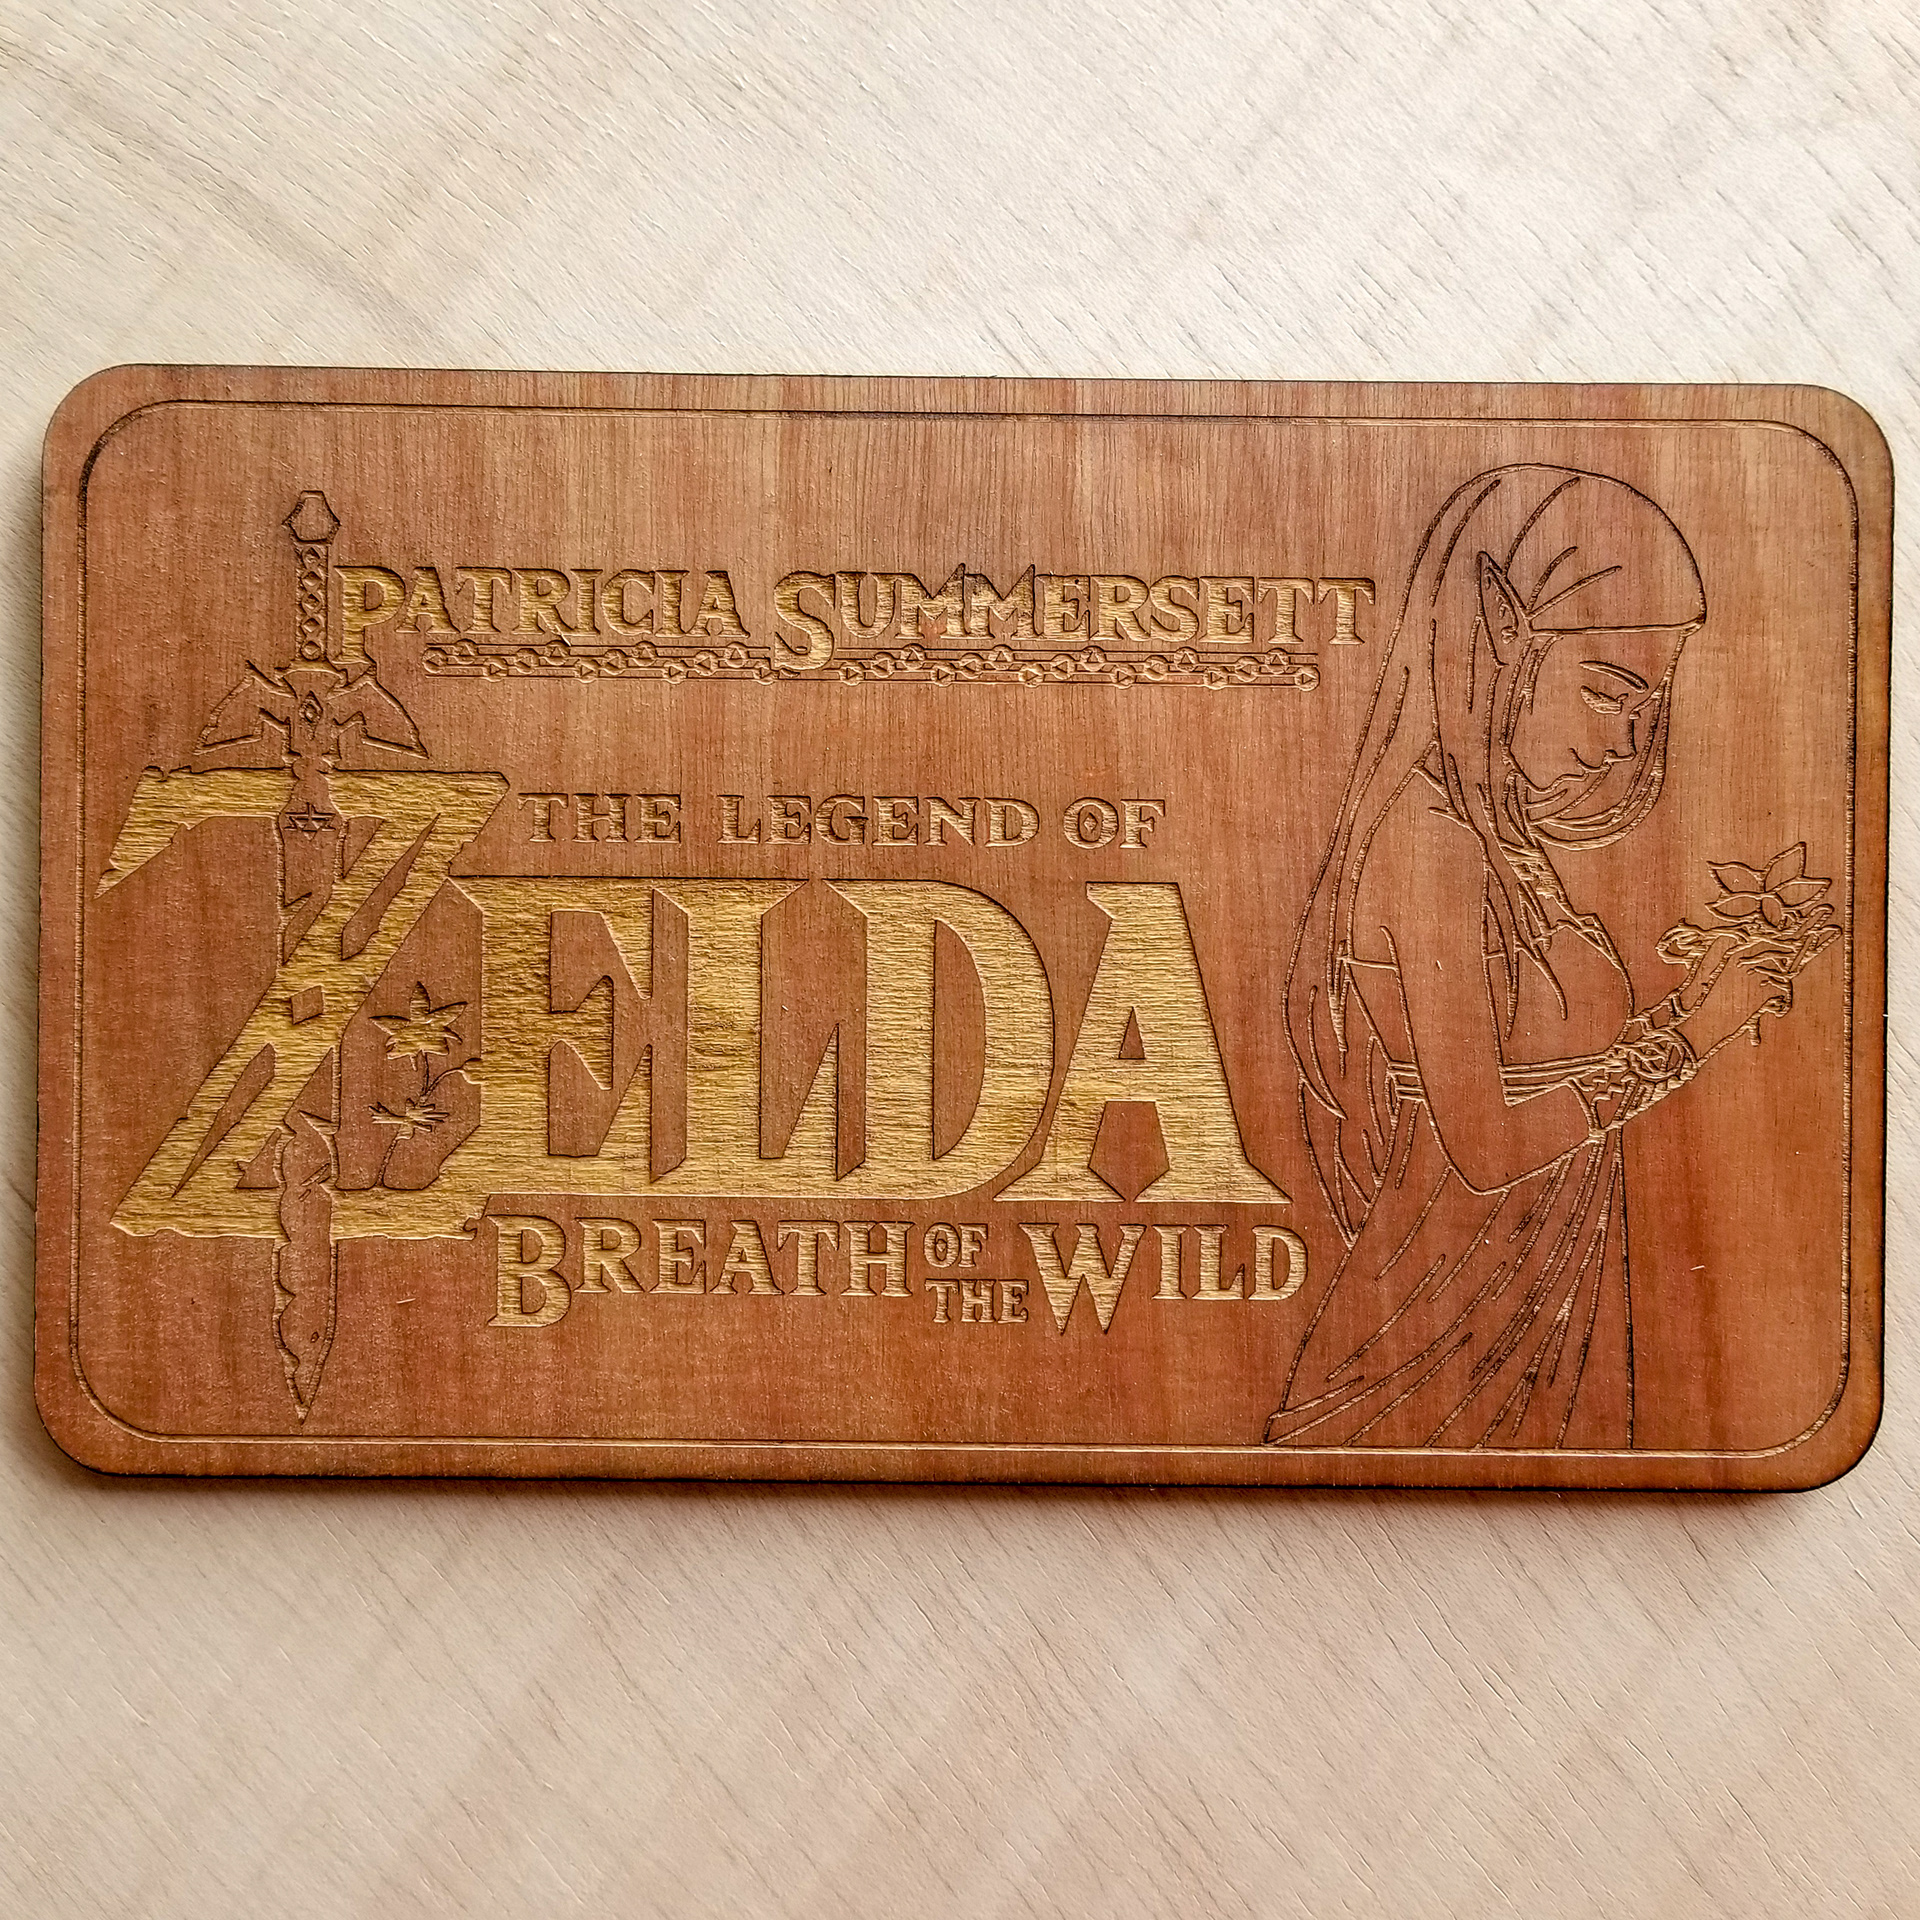 PATRICIA SUMMERSETT
THE LEGEND OF
ZELDA
BREATH OF THE WILD